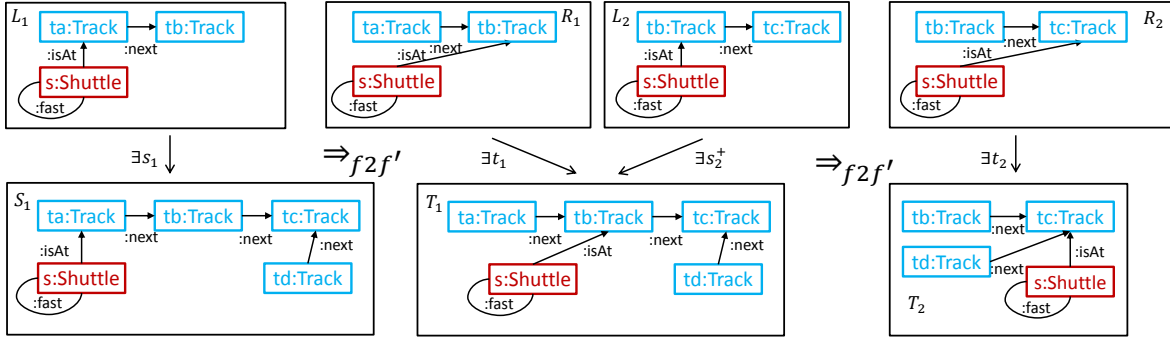 L₁ ta:Track :next tb:Track
:isAt
s:Shuttle
:fast
ta:Track :next tb:Track R₁
:isAt
s:Shuttle
:fast
L₂ tb:Track :next tc:Track
:isAt
s:Shuttle
:fast
tb:Track :next tc:Track R₂
:isAt
s:Shuttle
:fast
∃s₁
⇒f2f′
∃t₁
∃s₂⁺
⇒f2f′
∃t₂
S₁ ta:Track :next tb:Track :next tc:Track
:isAt :next
s:Shuttle td:Track
:fast
T₁ ta:Track :next tb:Track :next tc:Track
:isAt :next
s:Shuttle td:Track
:fast
tb:Track :next tc:Track
td:Track :next :isAt
s:Shuttle
T₂ :fast